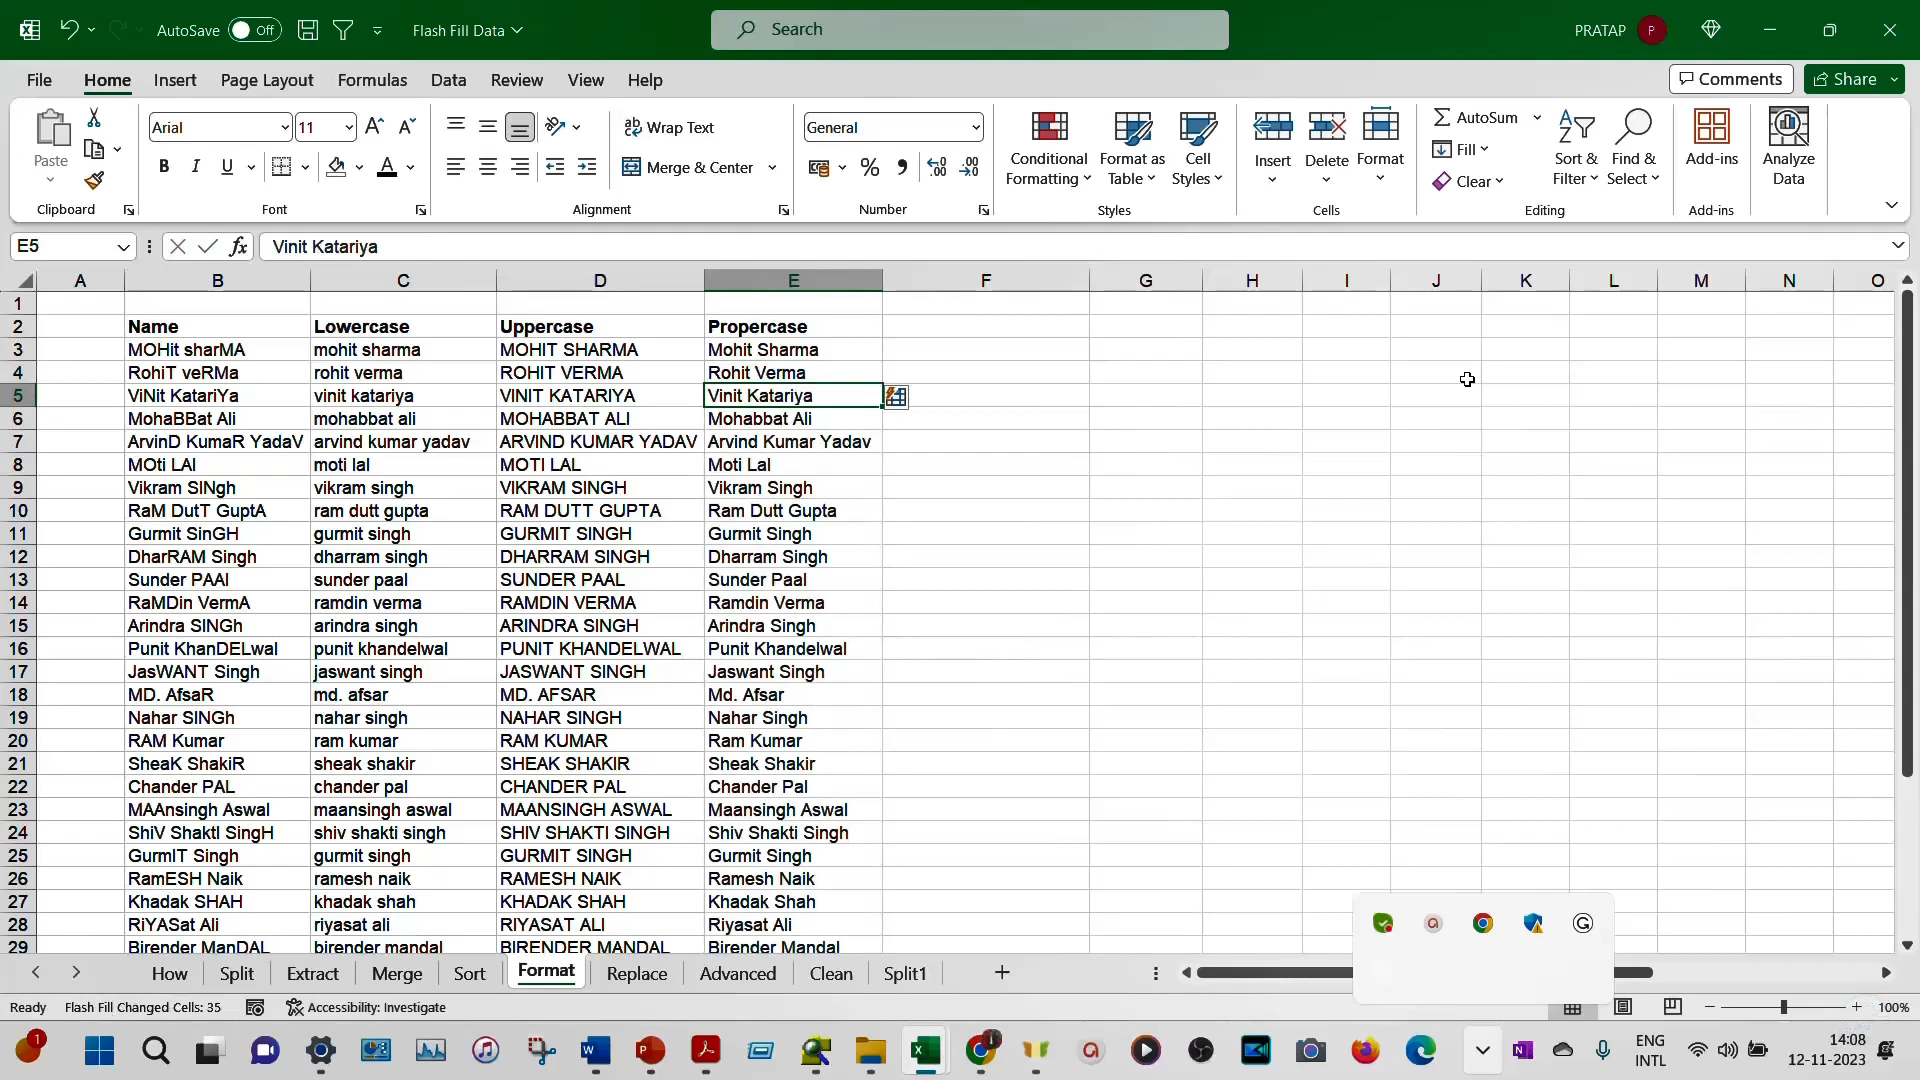 AutoSave Off Flash Fill Data Search PRATAP P
File Home Insert Page Layout Formulas Data Review View Help Comments Share
Paste Arial 11 Wrap Text General Conditional Formatting Format as Table Cell Styles Insert Delete Format AutoSum Fill Clear Sort & Filter Find & Select Add-ins Analyze Data
B I U Merge & Center
Clipboard Font Alignment Number Styles Cells Editing Add-ins
E5 fx Vinit Katariya
A B C D E F G H I J K L M N O
1
2 Name Lowercase Uppercase Propercase
3 MOHit sharMA mohit sharma MOHIT SHARMA Mohit Sharma
4 RohiT veRMa rohit verma ROHIT VERMA Rohit Verma
5 ViNit KatariYa vinit katariya VINIT KATARIYA Vinit Katariya
6 MohaBBat Ali mohabbat ali MOHABBAT ALI Mohabbat Ali
7 ArvinD KumaR YadaV arvind kumar yadav ARVIND KUMAR YADAV Arvind Kumar Yadav
8 MOti LAl moti lal MOTI LAL Moti Lal
9 Vikram SINgh vikram singh VIKRAM SINGH Vikram Singh
10 RaM DutT GuptA ram dutt gupta RAM DUTT GUPTA Ram Dutt Gupta
11 Gurmit SinGH gurmit singh GURMIT SINGH Gurmit Singh
12 DharRAM Singh dharram singh DHARRAM SINGH Dharram Singh
13 Sunder PAAl sunder paal SUNDER PAAL Sunder Paal
14 RaMDin VermA ramdin verma RAMDIN VERMA Ramdin Verma
15 Arindra SINGh arindra singh ARINDRA SINGH Arindra Singh
16 Punit KhanDELwal punit khandelwal PUNIT KHANDELWAL Punit Khandelwal
17 JasWANT Singh jaswant singh JASWANT SINGH Jaswant Singh
18 MD. AfsaR md. afsar MD. AFSAR Md. Afsar
19 Nahar SINGh nahar singh NAHAR SINGH Nahar Singh
20 RAM Kumar ram kumar RAM KUMAR Ram Kumar
21 SheaK ShakiR sheak shakir SHEAK SHAKIR Sheak Shakir
22 Chander PAL chander pal CHANDER PAL Chander Pal
23 MAAnsingh Aswal maansingh aswal MAANSINGH ASWAL Maansingh Aswal
24 ShiV ShaktI SingH shiv shakti singh SHIV SHAKTI SINGH Shiv Shakti Singh
25 GurmIT Singh gurmit singh GURMIT SINGH Gurmit Singh
26 RamESH Naik ramesh naik RAMESH NAIK Ramesh Naik
27 Khadak SHAH khadak shah KHADAK SHAH Khadak Shah
28 RiYASat Ali riyasat ali RIYASAT ALI Riyasat Ali
29 Birender ManDAL birender mandal BIRENDER MANDAL Birender Mandal
How Split Extract Merge Sort Format Replace Advanced Clean Split1
Ready Flash Fill Changed Cells: 35 Accessibility: Investigate 100%
1 ENG INTL 14:08
12-11-2023